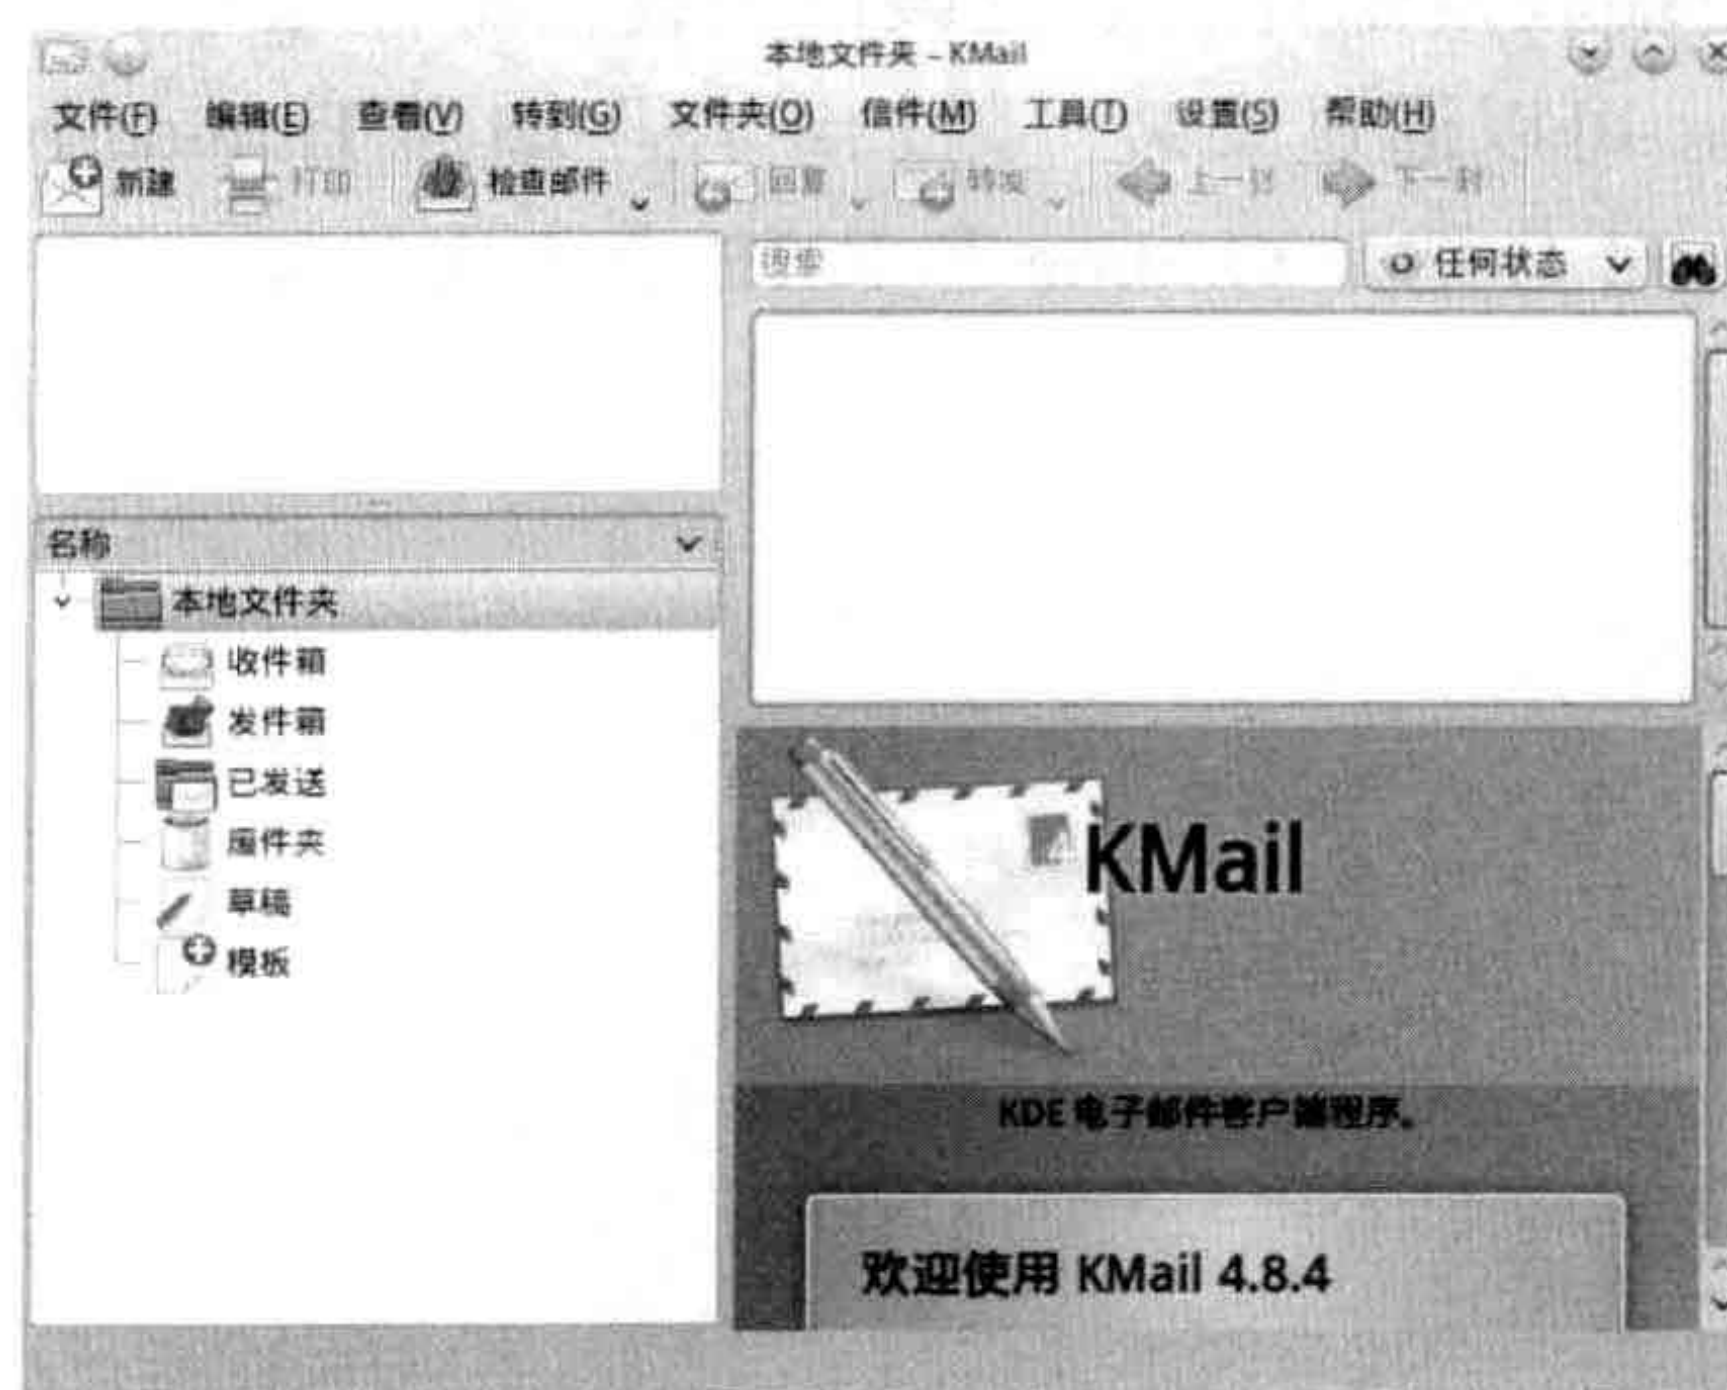 本地文件夹 – KMail
文件(F) 编辑(E) 查看(V) 转到(G) 文件夹(O) 信件(M) 工具(T) 设置(S) 帮助(H)
新建 打印 检查邮件 回复 转发 上一封 下一封
搜索 任何状态
名称
本地文件夹
收件箱
发件箱
已发送
废件夹
草稿
模板
KMail
KDE 电子邮件客户端程序。
欢迎使用 KMail 4.8.4